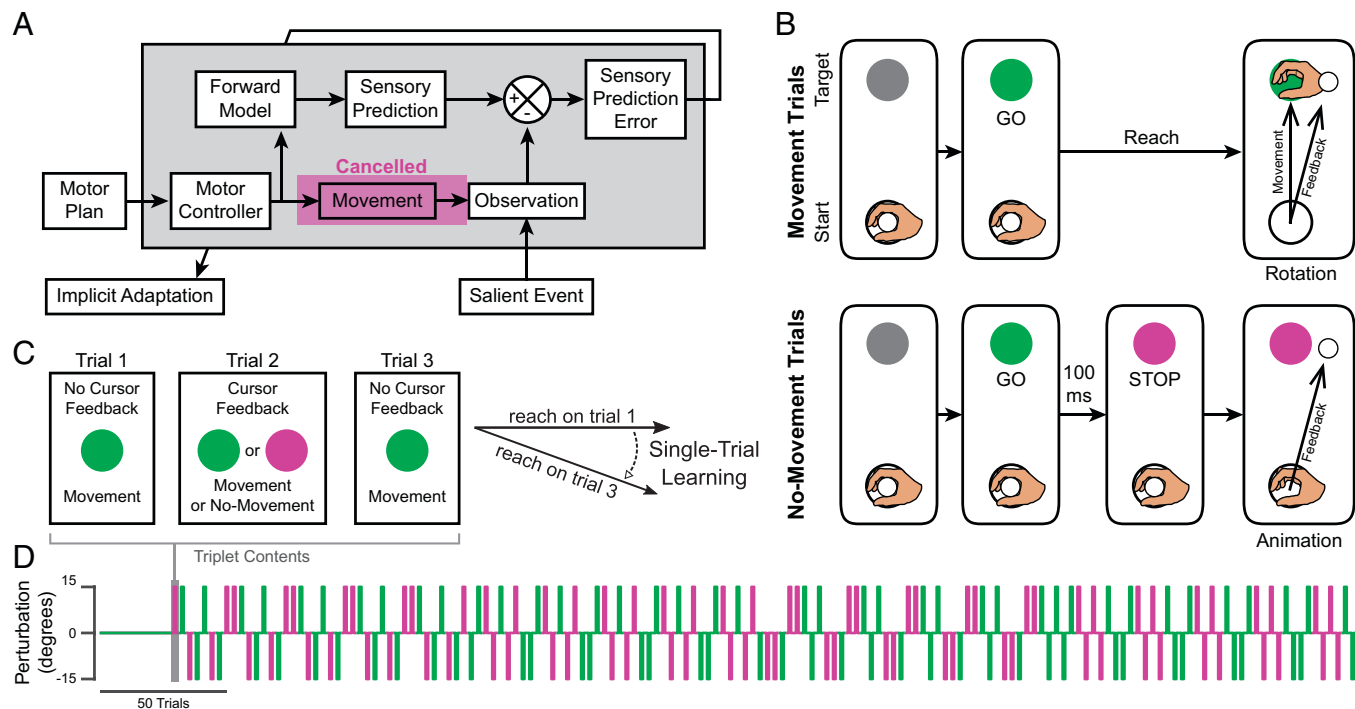 A
Forward
Model
Sensory
Prediction
+
-
Sensory
Prediction
Error
Cancelled
Motor
Plan
Motor
Controller
Movement
Observation
Implicit Adaptation
Salient Event
B
Movement Trials
Target
Start
GO
Reach
Movement
Feedback
Rotation
No-Movement Trials
GO
100
ms
STOP
Feedback
Animation
C
Trial 1
No Cursor
Feedback
Movement
Trial 2
Cursor
Feedback
or
Movement
or No-Movement
Trial 3
No Cursor
Feedback
Movement
reach on trial 1
reach on trial 3
Single-Trial
Learning
Triplet Contents
D
Perturbation
(degrees)
15
0
-15
50 Trials